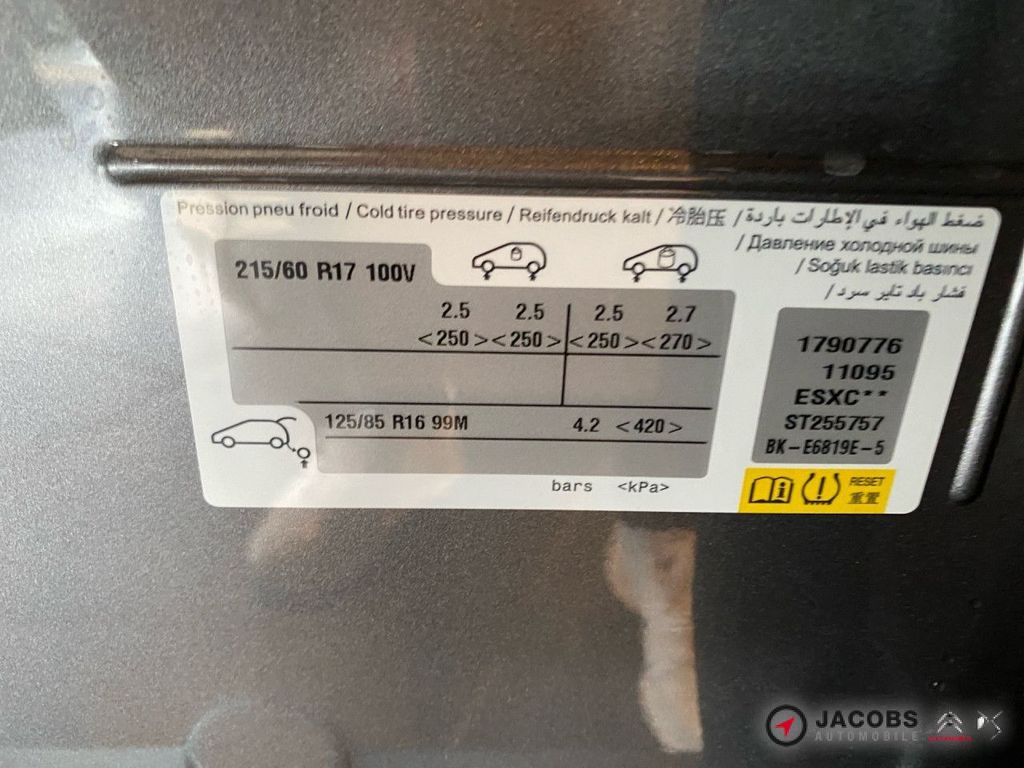 Pression pneu froid / Cold tire pressure / Reifendruck kalt / 冷胎压 / ضغط الهواء في الإطارات باردة
/ Давление холодной шины
/ Soğuk lastik basıncı
/ فشار باد تایر سرد
215/60 R17 100V
2.5 2.5 2.5 2.7
<250> <250> <250> <270>
125/85 R16 99M 4.2 <420>
bars <kPa>
1790776
11095
ESXC**
ST255757
BK-E6819E-5
RESET
重置
JACOBS
AUTOMOBILE